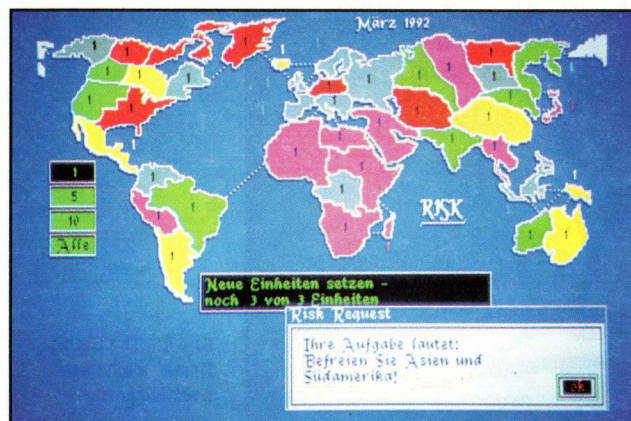 März 1992
RISK
1
5
10
Alle
Neue Einheiten setzen -
noch 3 von 3 Einheiten
Risk Request
Ihre Aufgabe lautet:
Befreien Sie Asien und
Südamerika!
ok